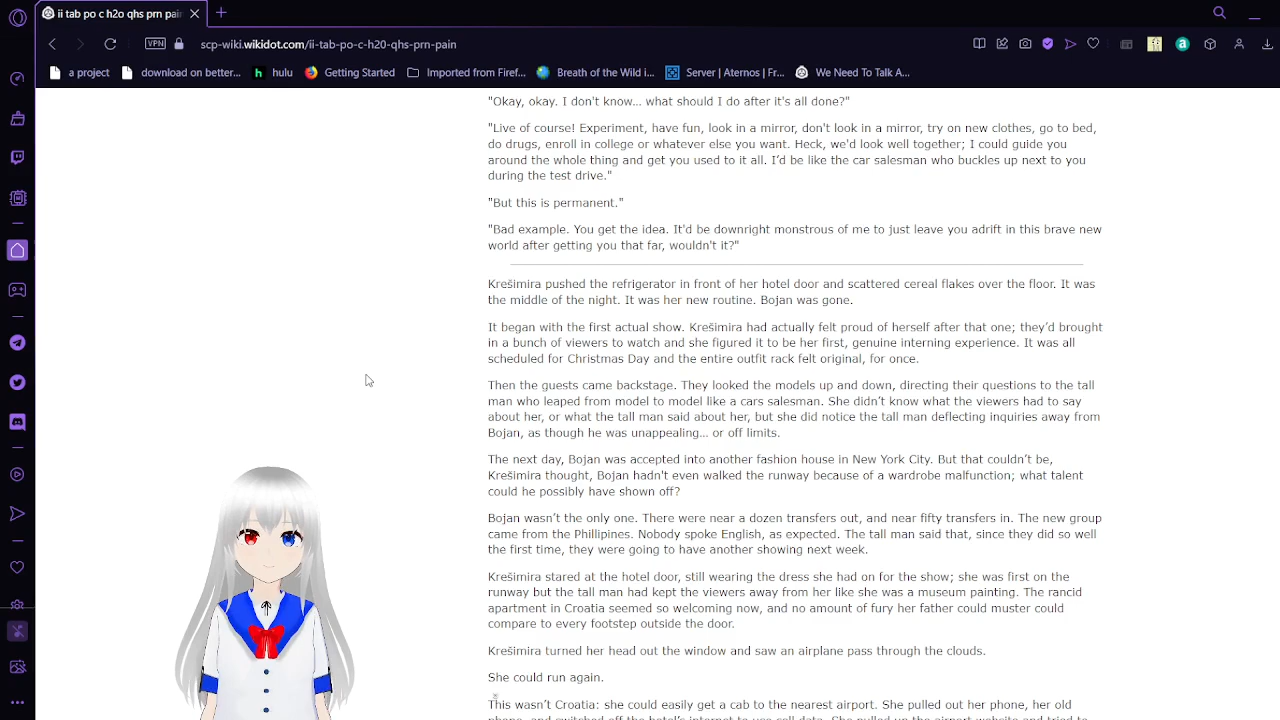 ii tab po c h2o qhs prn pain
VPN
scp-wiki.wikidot.com/ii-tab-po-c-h20-qhs-prn-pain
a project
download on better...
hulu
Getting Started
Imported from Firef...
Breath of the Wild i...
Server | Aternos | Fr...
We Need To Talk A...
"Okay, okay. I don't know... what should I do after it's all done?"
"Live of course! Experiment, have fun, look in a mirror, don't look in a mirror, try on new clothes, go to bed,
do drugs, enroll in college or whatever else you want. Heck, we'd look well together; I could guide you
around the whole thing and get you used to it all. I'd be like the car salesman who buckles up next to you
during the test drive."
"But this is permanent."
"Bad example. You get the idea. It'd be downright monstrous of me to just leave you adrift in this brave new
world after getting you that far, wouldn't it?"
Krešimira pushed the refrigerator in front of her hotel door and scattered cereal flakes over the floor. It was
the middle of the night. It was her new routine. Bojan was gone.
It began with the first actual show. Krešimira had actually felt proud of herself after that one; they'd brought
in a bunch of viewers to watch and she figured it to be her first, genuine interning experience. It was all
scheduled for Christmas Day and the entire outfit rack felt original, for once.
Then the guests came backstage. They looked the models up and down, directing their questions to the tall
man who leaped from model to model like a cars salesman. She didn't know what the viewers had to say
about her, or what the tall man said about her, but she did notice the tall man deflecting inquiries away from
Bojan, as though he was unappealing... or off limits.
The next day, Bojan was accepted into another fashion house in New York City. But that couldn't be,
Krešimira thought, Bojan hadn't even walked the runway because of a wardrobe malfunction; what talent
could he possibly have shown off?
Bojan wasn't the only one. There were near a dozen transfers out, and near fifty transfers in. The new group
came from the Phillipines. Nobody spoke English, as expected. The tall man said that, since they did so well
the first time, they were going to have another showing next week.
Krešimira stared at the hotel door, still wearing the dress she had on for the show; she was first on the
runway but the tall man had kept the viewers away from her like she was a museum painting. The rancid
apartment in Croatia seemed so welcoming now, and no amount of fury her father could muster could
compare to every footstep outside the door.
Krešimira turned her head out the window and saw an airplane pass through the clouds.
She could run again.
This wasn't Croatia: she could easily get a cab to the nearest airport. She pulled out her phone, her old
phone, and switched off the hotel's internet to use cell data. She pulled up the airport website and tried to